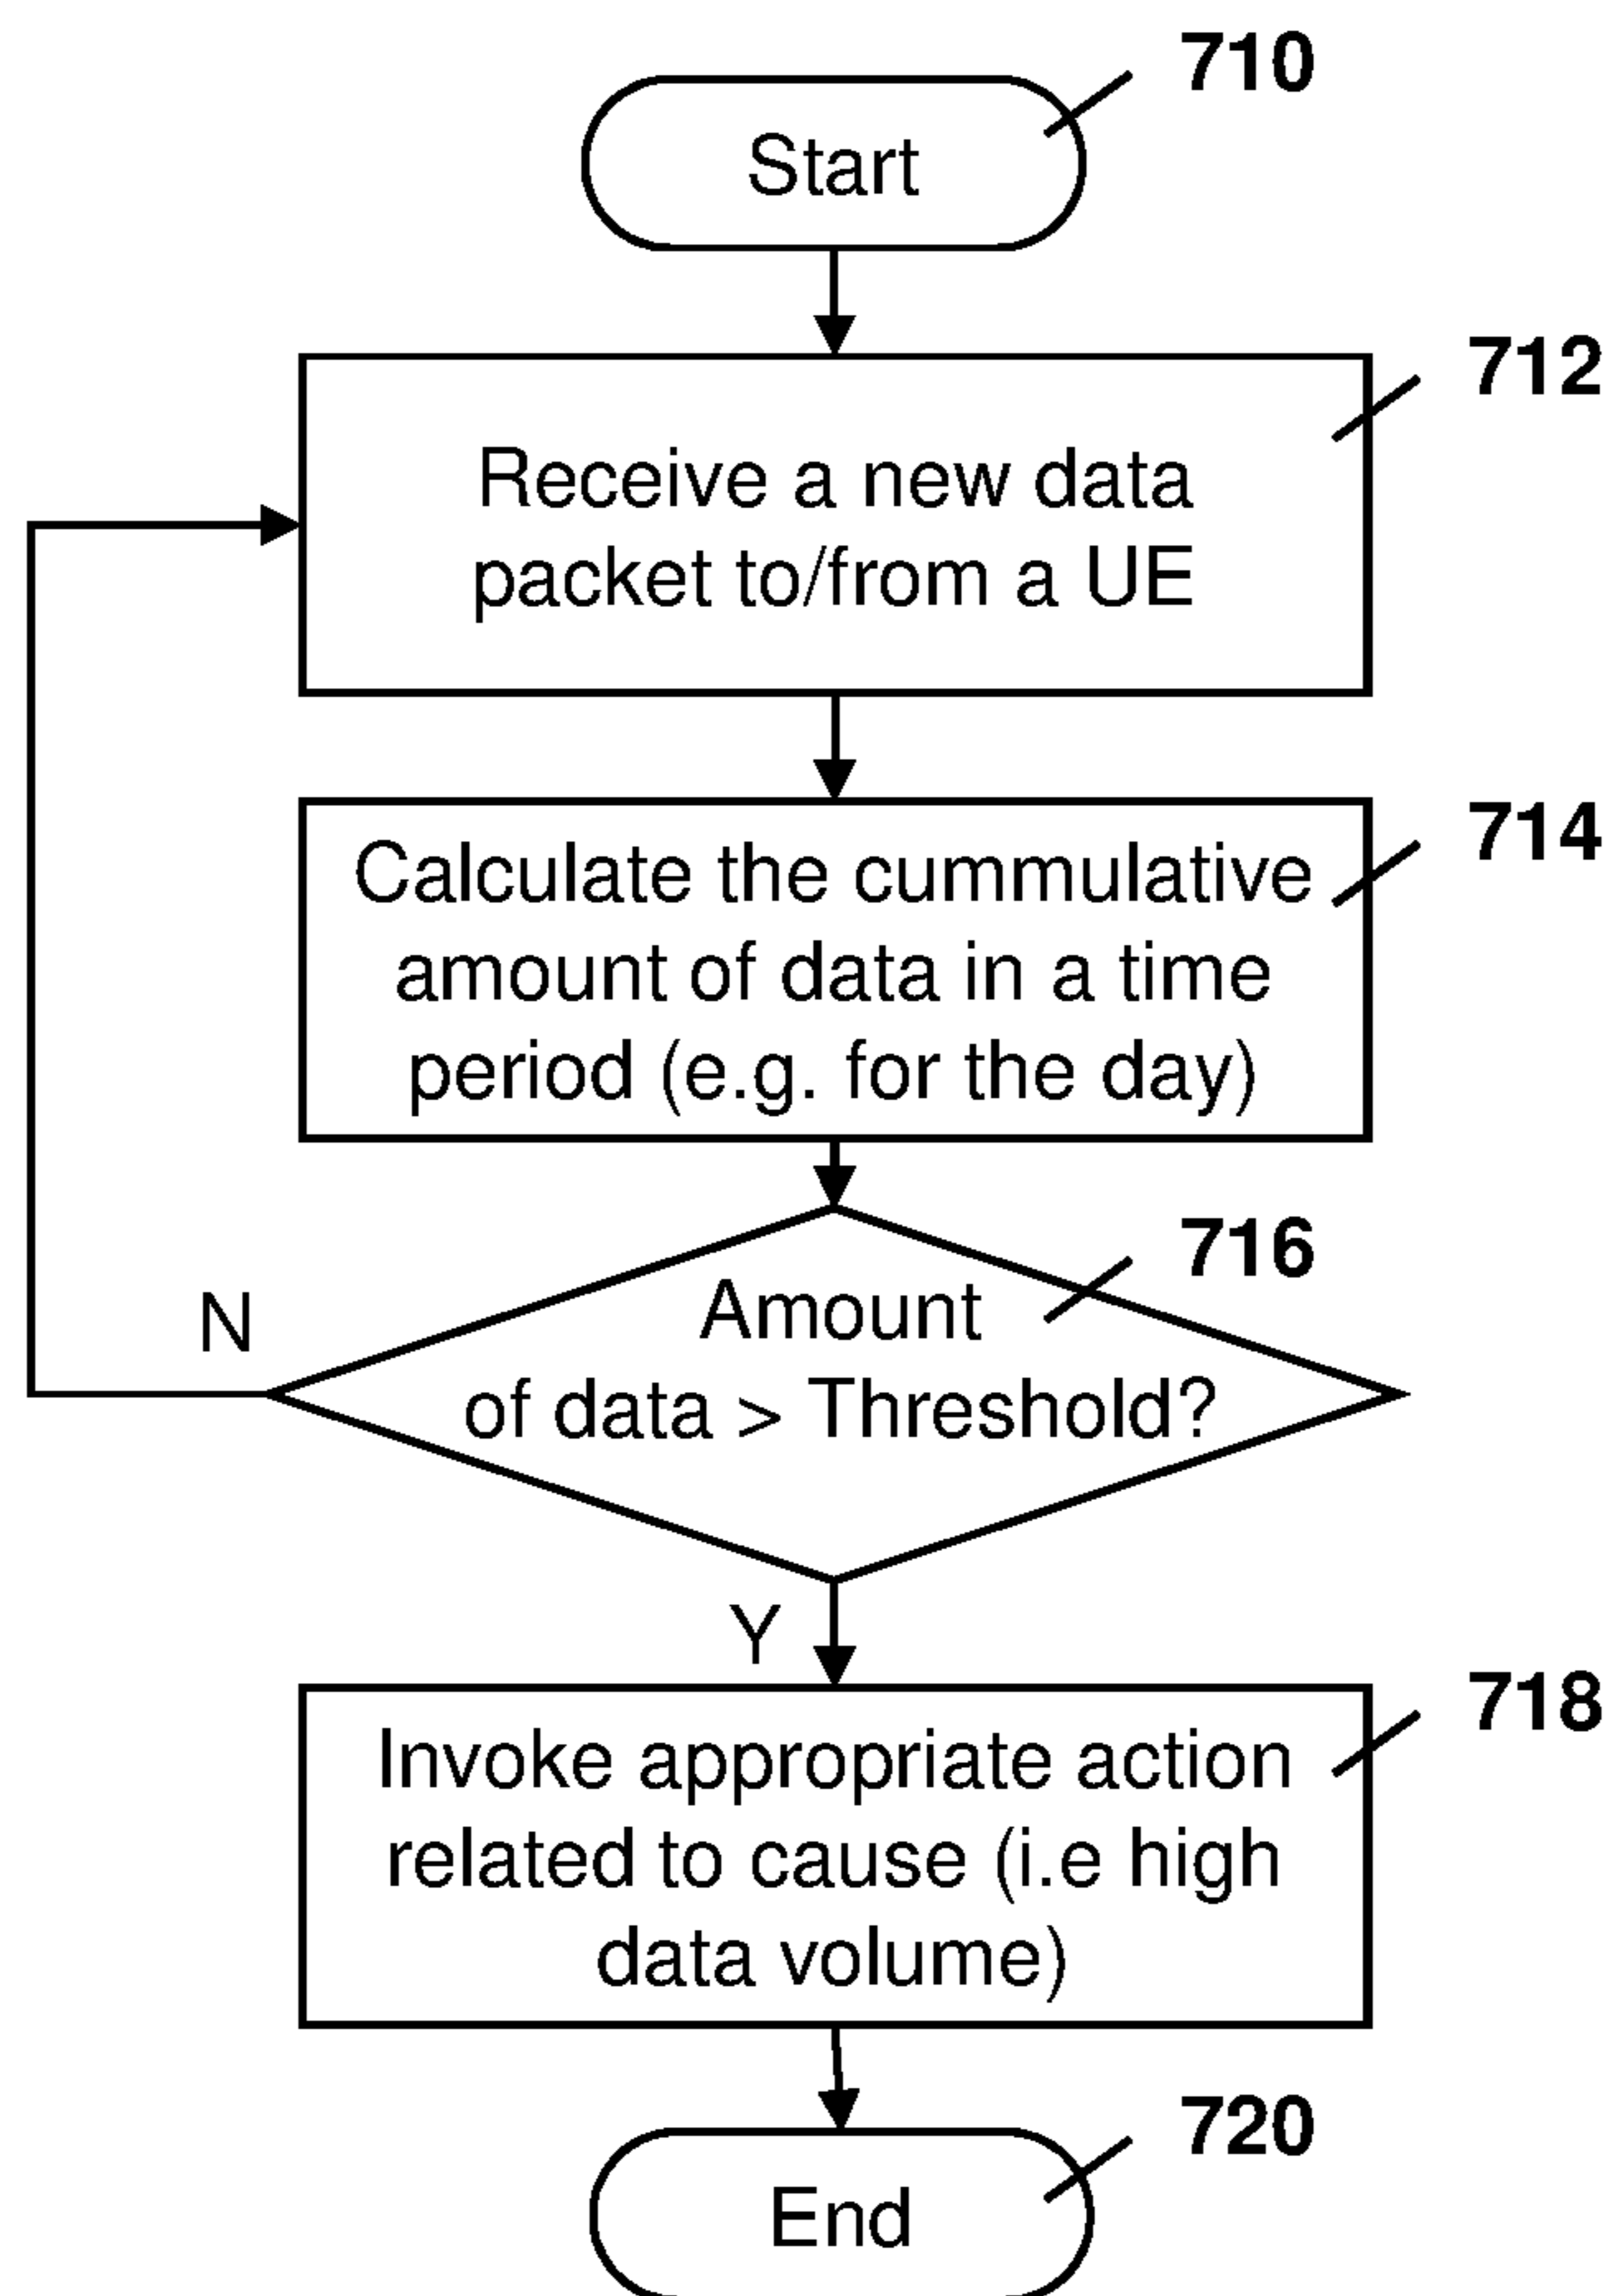 710
Start
712
Receive a new data
packet to/from a UE
714
Calculate the cummulative
amount of data in a time
period (e.g. for the day)
716
Amount
of data > Threshold?
N
Y
718
Invoke appropriate action
related to cause (i.e high
data volume)
720
End